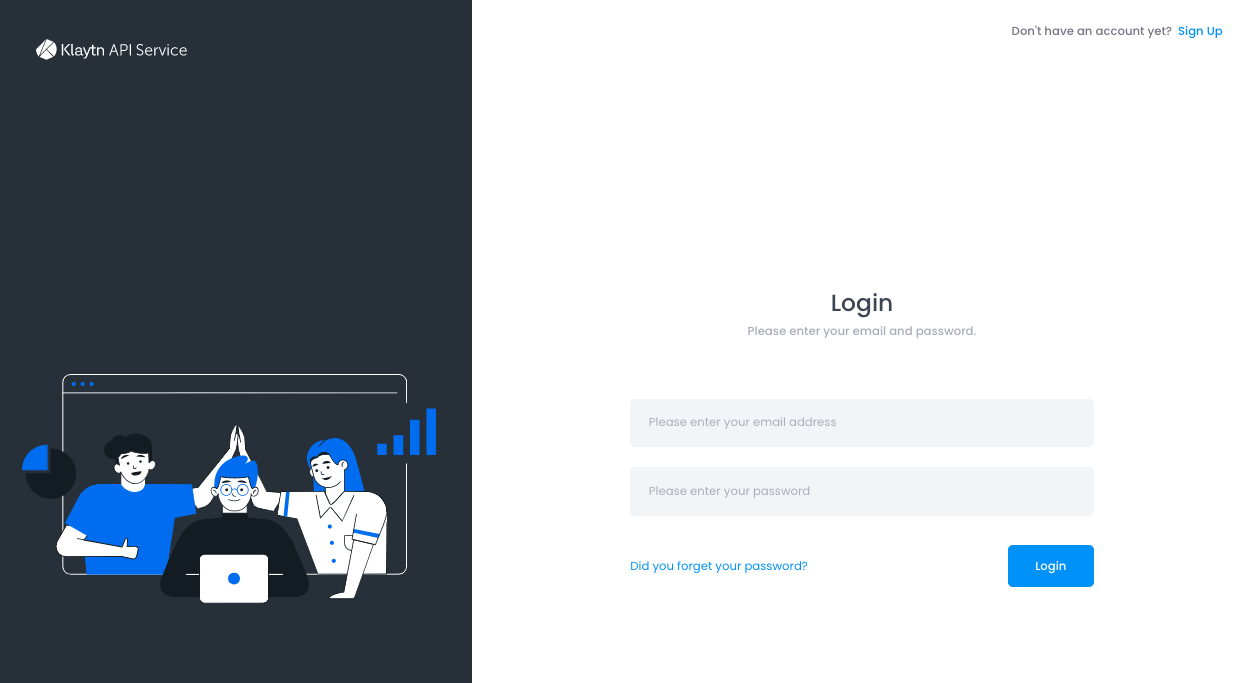 Klaytn API Service
Don't have an account yet? Sign Up
Login
Please enter your email and password.
Please enter your email address
Please enter your password
Did you forget your password?
Login